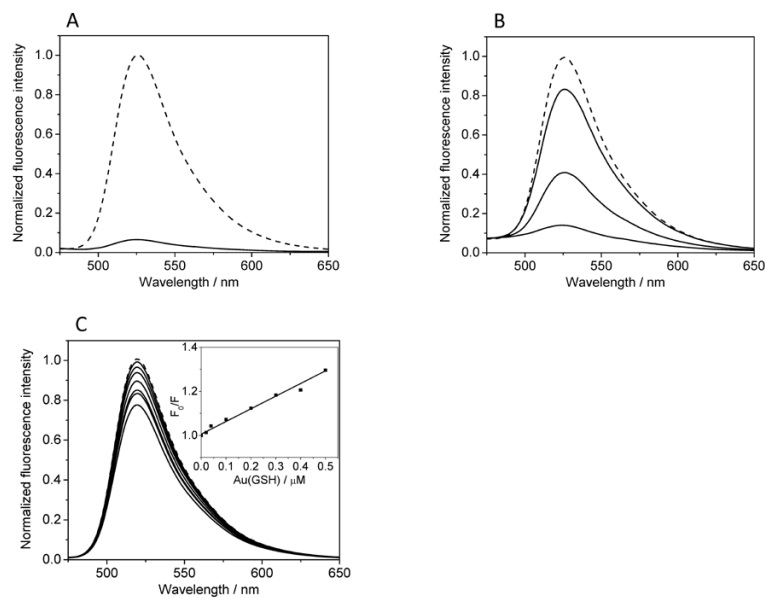 A
Normalized fluorescence intensity
1.0
0.8
0.6
0.4
0.2
0.0
500 550 600 650
Wavelength / nm
B
Normalized fluorescence intensity
1.0
0.8
0.6
0.4
0.2
0.0
500 550 600 650
Wavelength / nm
C
Normalized fluorescence intensity
1.0
0.8
0.6
0.4
0.2
0.0
500 550 600 650
Wavelength / nm
F0/F
1.4
1.2
1.0
0.0 0.1 0.2 0.3 0.4 0.5
Au(GSH) / μM